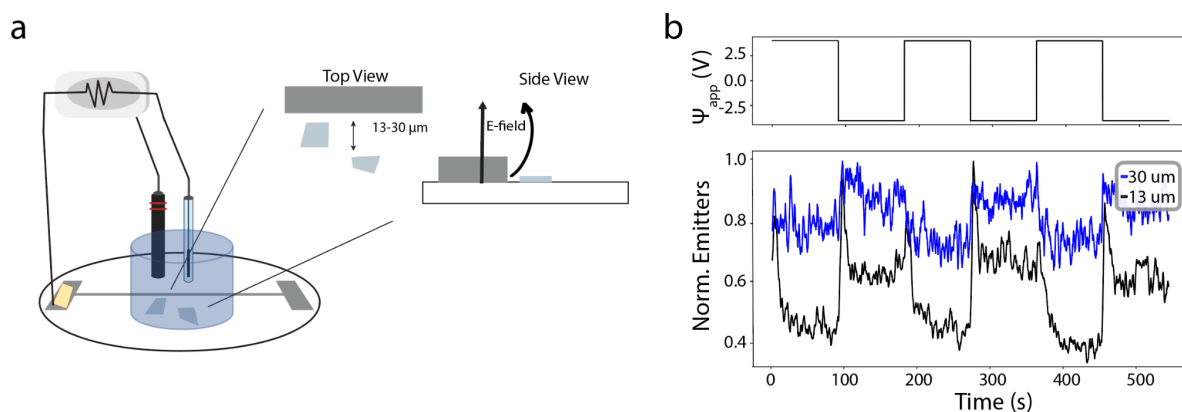 a
Top View
13-30 µm
Side View
E-field
b
Ψapp (V)
2.5
0.0
-2.5
Norm. Emitters
1.0
0.8
0.6
0.4
30 um
13 um
0
100
200
300
400
500
Time (s)